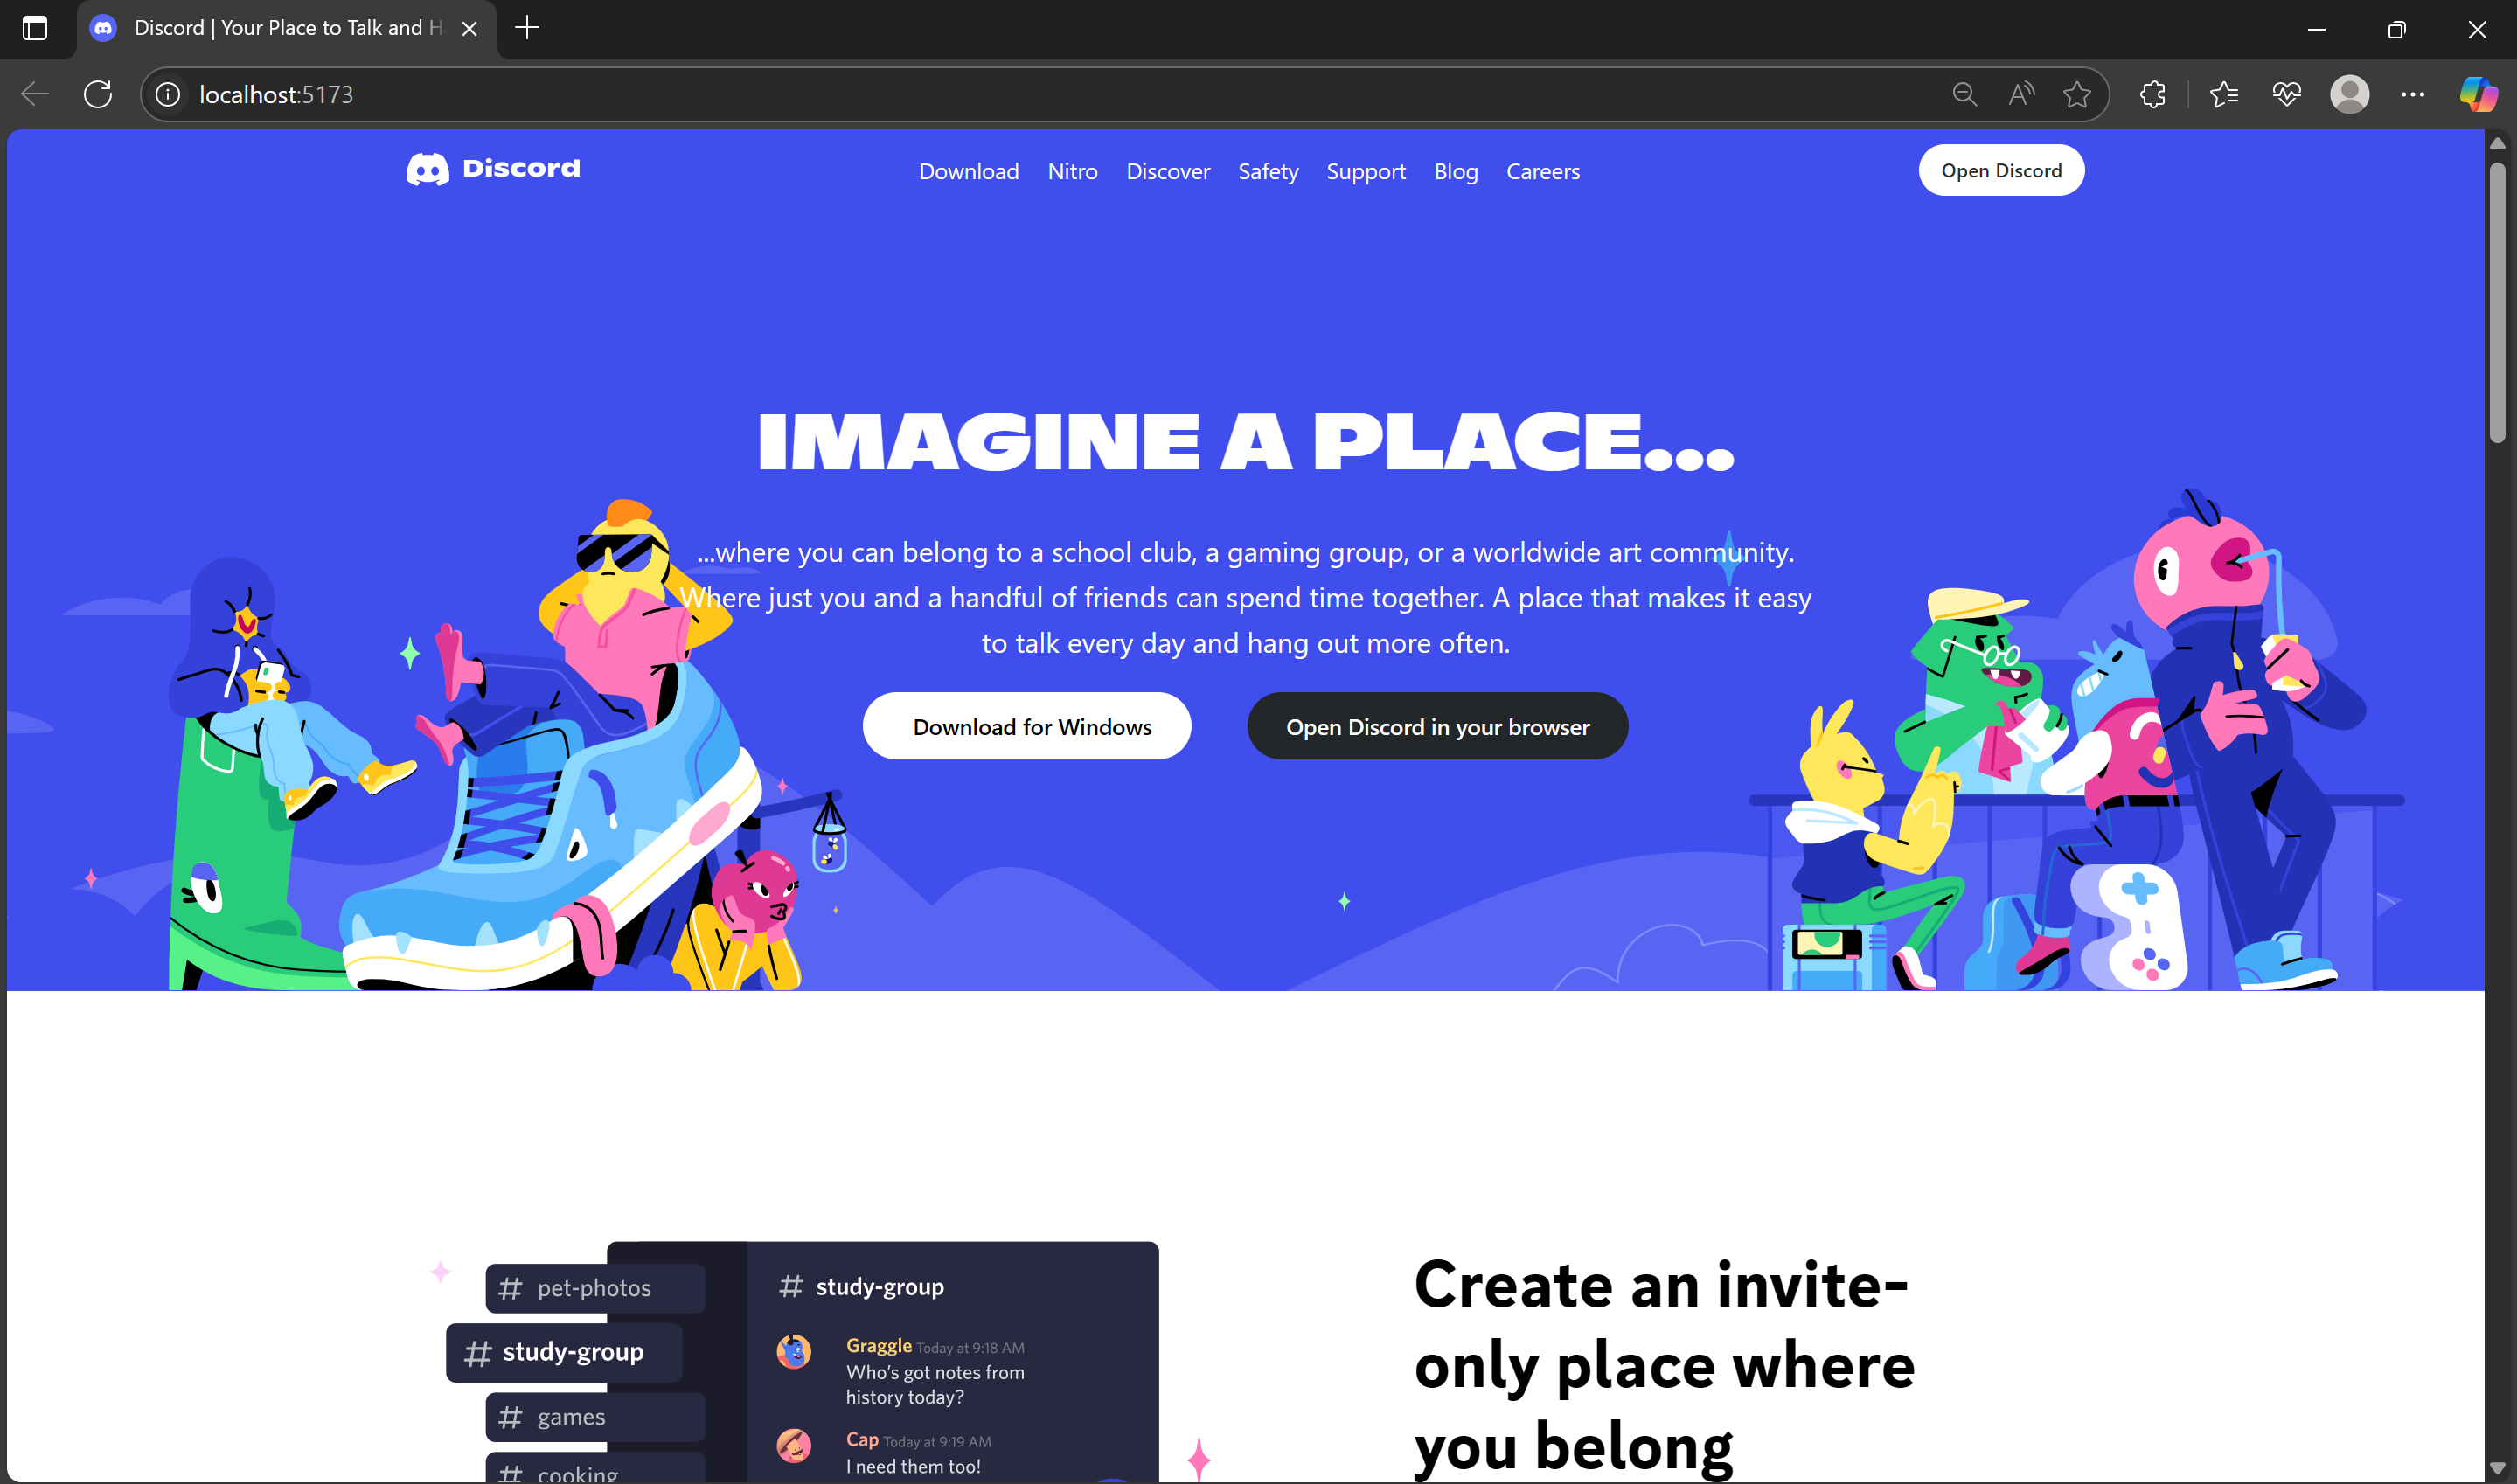 Discord | Your Place to Talk and H
localhost:5173
Discord
Download Nitro Discover Safety Support Blog Careers
Open Discord
IMAGINE A PLACE...
...where you can belong to a school club, a gaming group, or a worldwide art community.
Where just you and a handful of friends can spend time together. A place that makes it easy
to talk every day and hang out more often.
Download for Windows
Open Discord in your browser
# pet-photos
# study-group
# games
# cooking
# study-group
Graggle Today at 9:18 AM
Who's got notes from
history today?
Cap Today at 9:19 AM
I need them too!
Create an invite-
only place where
you belong